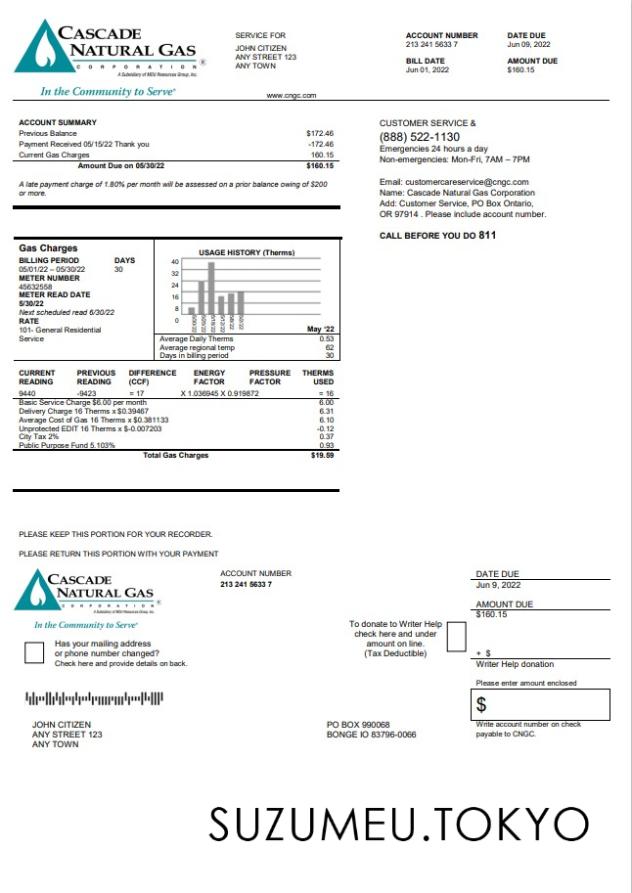 CASCADE
NATURAL GAS
CORPORATION
A Subsidiary of MDU Resources Group, Inc.
In the Community to Serve®
SERVICE FOR
JOHN CITIZEN
ANY STREET 123
ANY TOWN
www.cngc.com
ACCOUNT NUMBER
213 241 5633 7
BILL DATE
Jun 01, 2022
DATE DUE
Jun 09, 2022
AMOUNT DUE
$160.15
ACCOUNT SUMMARY
Previous Balance $172.46
Payment Received 05/15/22 Thank you -172.46
Current Gas Charges 160.15
Amount Due on 05/30/22 $160.15
A late payment charge of 1.80% per month will be assessed on a prior balance owing of $200
or more.
CUSTOMER SERVICE &
(888) 522-1130
Emergencies 24 hours a day
Non-emergencies: Mon-Fri, 7AM – 7PM
Email: customercareservice@cngc.com
Name: Cascade Natural Gas Corporation
Add: Customer Service, PO Box Ontario,
OR 97914 . Please include account number.
CALL BEFORE YOU DO 811
Gas Charges
BILLING PERIOD DAYS
05/01/22 – 05/30/22 30
METER NUMBER
45632558
METER READ DATE
5/30/22
Next scheduled read 6/30/22
RATE
101- General Residential
Service
USAGE HISTORY (Therms)
40
32
24
16
8
0
May '22
Average Daily Therms 0.53
Average regional temp 62
Days in billing period 30
CURRENT READING PREVIOUS READING DIFFERENCE (CCF) ENERGY FACTOR PRESSURE FACTOR THERMS USED
9440 -9423 = 17 X 1.036945 X 0.919872 = 16
Basic Service Charge $6.00 per month 6.00
Delivery Charge 16 Therms x $0.39467 6.31
Average Cost of Gas 16 Therms x $0.381133 6.10
Unprotected EDIT 16 Therms x $-0.007203 -0.12
City Tax 2% 0.37
Public Purpose Fund 5.103% 0.93
Total Gas Charges $19.59
PLEASE KEEP THIS PORTION FOR YOUR RECORDER.
PLEASE RETURN THIS PORTION WITH YOUR PAYMENT
CASCADE
NATURAL GAS
CORPORATION
A Subsidiary of MDU Resources Group, Inc.
In the Community to Serve®
ACCOUNT NUMBER
213 241 5633 7
DATE DUE
Jun 9, 2022
AMOUNT DUE
$160.15
Has your mailing address
or phone number changed?
Check here and provide details on back.
To donate to Writer Help
check here and under
amount on line.
(Tax Deductible)
+ $
Writer Help donation
Please enter amount enclosed
$
Write account number on check
payable to CNGC.
JOHN CITIZEN
ANY STREET 123
ANY TOWN
PO BOX 990068
BONGE IO 83796-0066
SUZUMEU.TOKYO